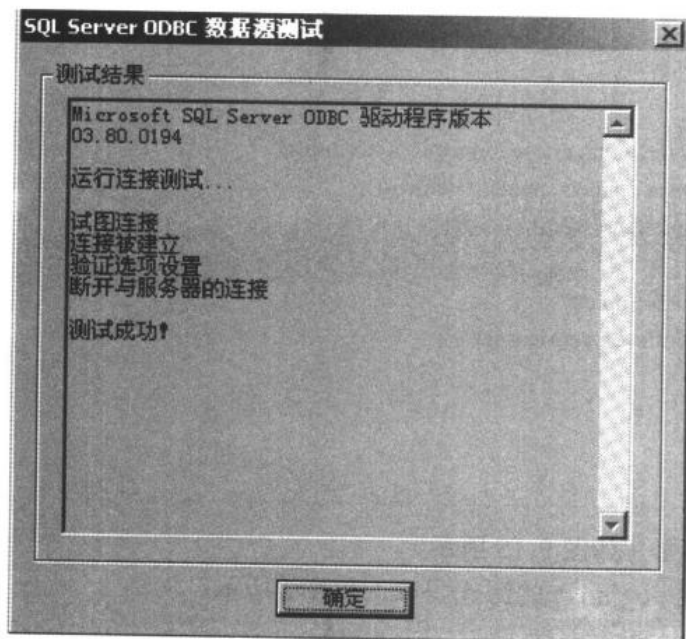 SQL Server ODBC 数据源测试
测试结果
Microsoft SQL Server ODBC 驱动程序版本
03.80.0194
运行连接测试...
试图连接
连接被建立
验证选项设置
断开与服务器的连接
测试成功!
确定